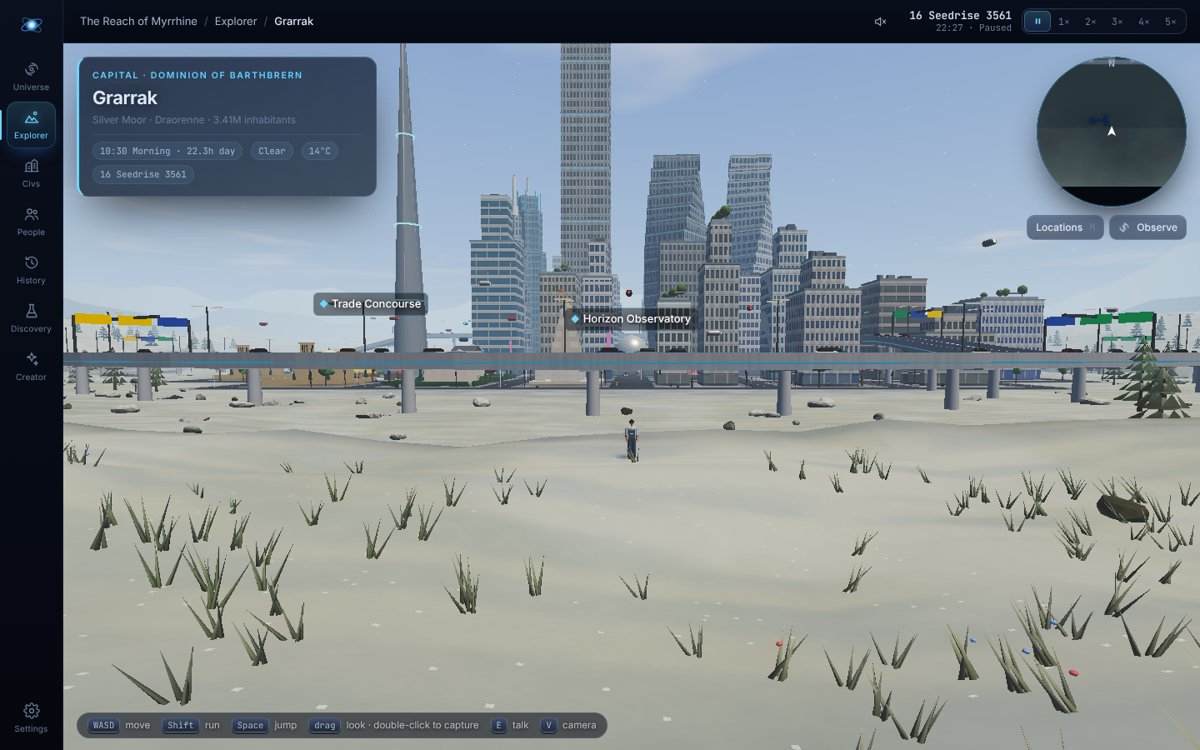 The Reach of Myrrhine / Explorer / Grarrak
16 Seedrise 3561
22:27 · Paused
1× 2× 3× 4× 5×
Universe
Explorer
Civs
People
History
Discovery
Creator
Settings
CAPITAL · DOMINION OF BARTHBRERN
Grarrak
Silver Moor · Draorenne · 3.41M inhabitants
10:30 Morning · 22.3h day Clear 14°C
16 Seedrise 3561
N
Locations M Observe
Trade Concourse
Horizon Observatory
WASD move Shift run Space jump drag look · double-click to capture E talk V camera